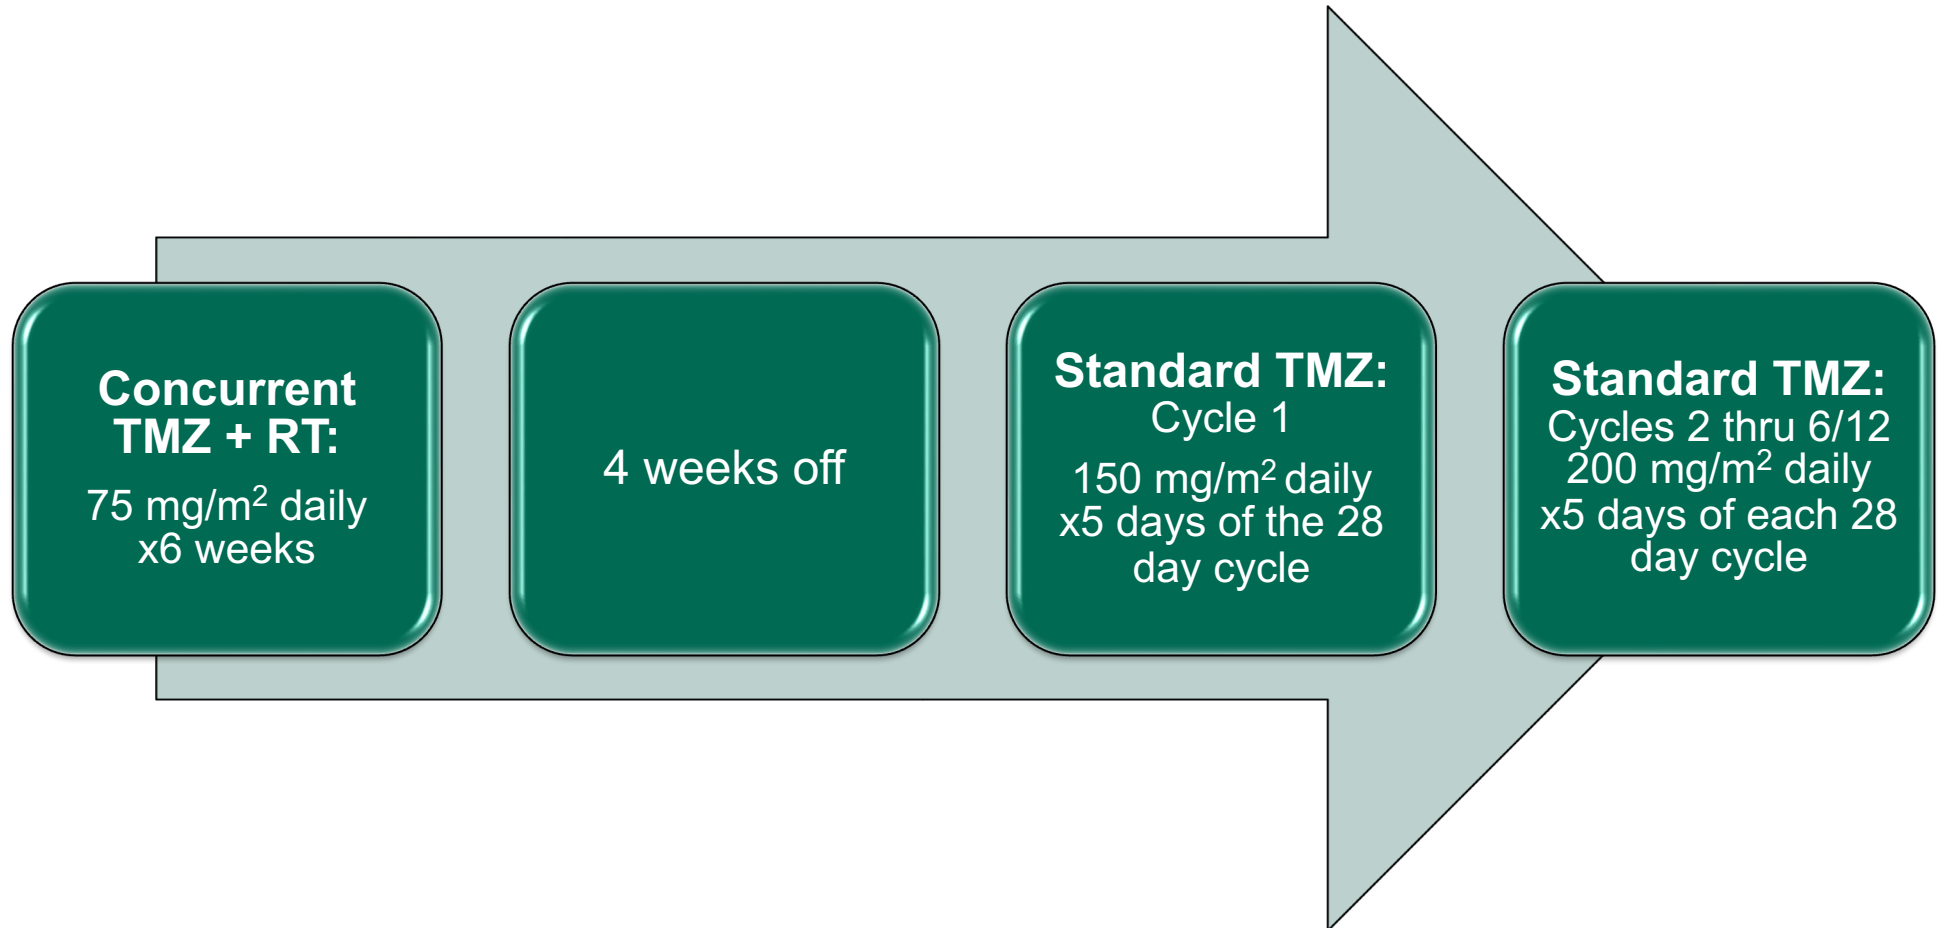 Concurrent
TMZ + RT:
75 mg/m² daily
x6 weeks
4 weeks off
Standard TMZ:
Cycle 1
150 mg/m² daily
x5 days of the 28
day cycle
Standard TMZ:
Cycles 2 thru 6/12
200 mg/m² daily
x5 days of each 28
day cycle